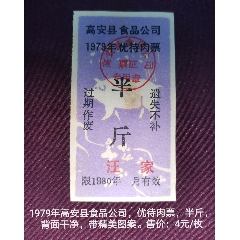 高安县食品公司
1979年优待肉票
半斤
过期作废
遗失不补
汪家
限1980年 月有效
1979年高安县食品公司，优待肉票，半斤，
背面干净，带精美图案。售价：4元/枚